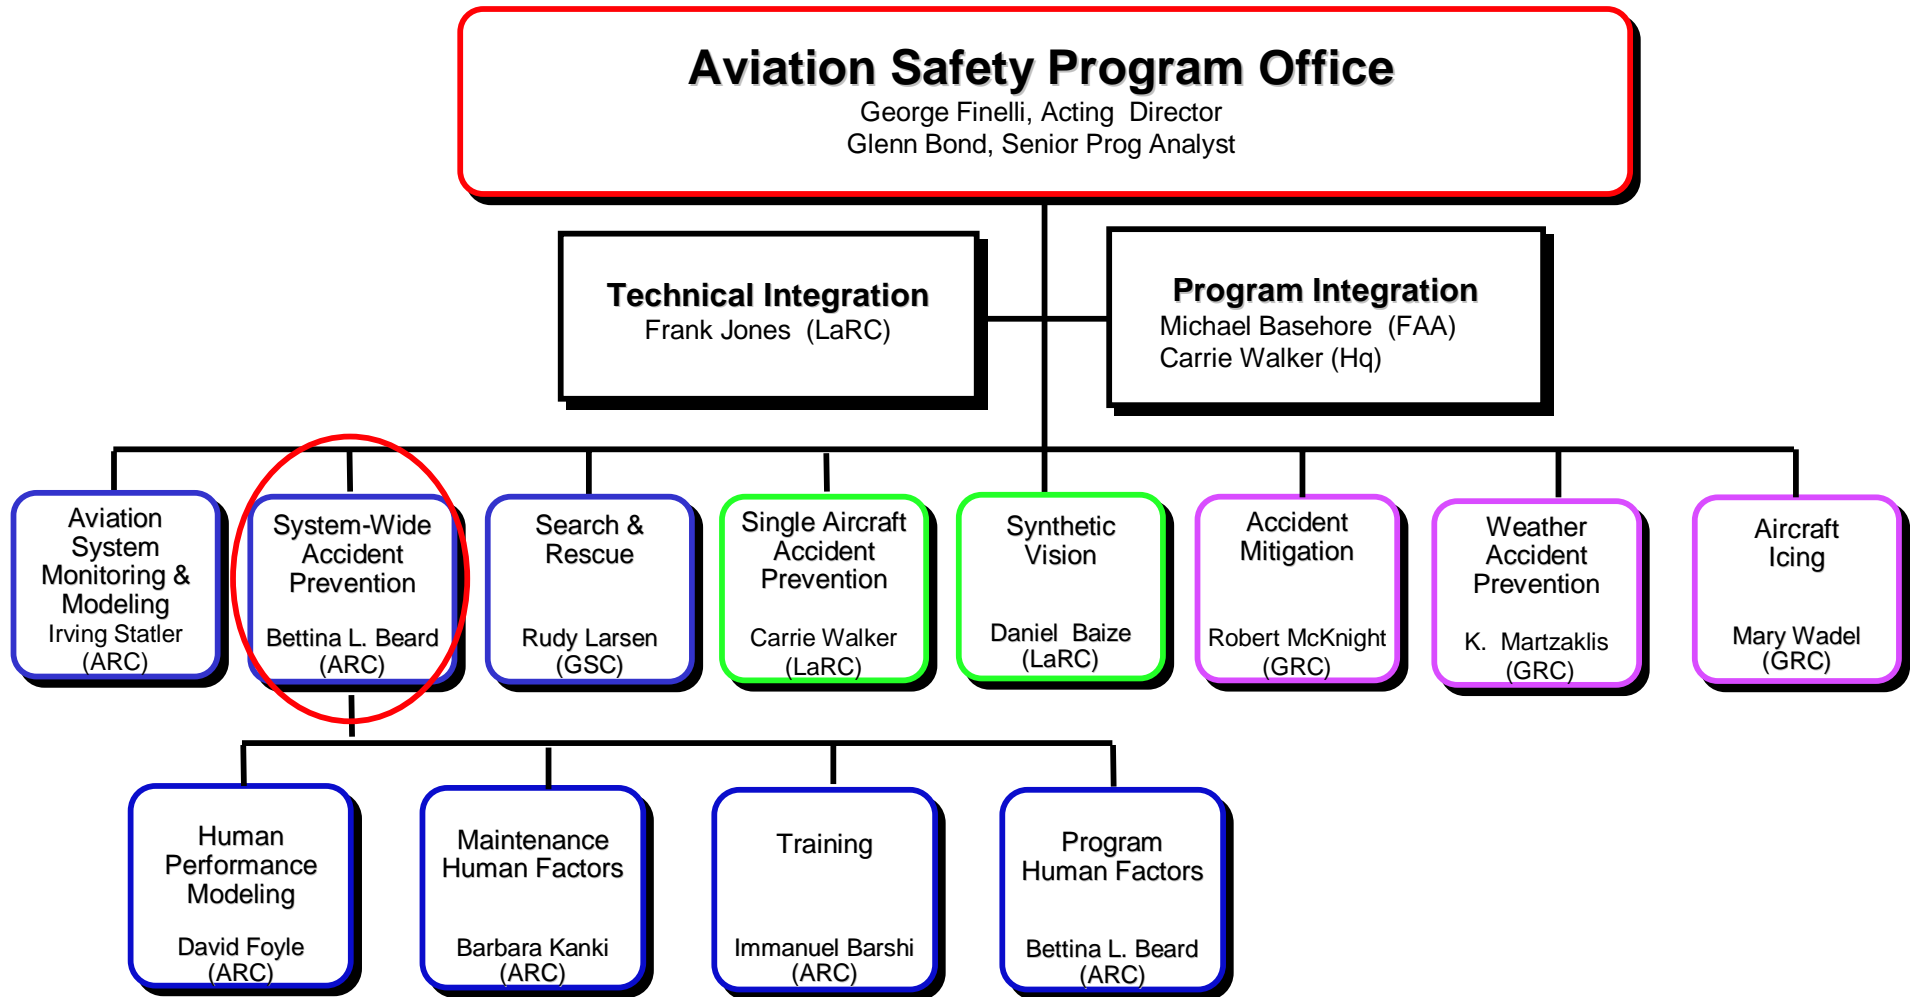 Aviation Safety Program Office
George Finelli, Acting Director
Glenn Bond, Senior Prog Analyst
Technical Integration
Frank Jones (LaRC)
Program Integration
Michael Basehore (FAA)
Carrie Walker (Hq)
Aviation
System
Monitoring &
Modeling
Irving Statler
(ARC)
System-Wide
Accident
Prevention
Bettina L. Beard
(ARC)
Search &
Rescue
Rudy Larsen
(GSC)
Single Aircraft
Accident
Prevention
Carrie Walker
(LaRC)
Synthetic
Vision
Daniel Baize
(LaRC)
Accident
Mitigation
Robert McKnight
(GRC)
Weather
Accident
Prevention
K. Martzaklis
(GRC)
Aircraft
Icing
Mary Wadel
(GRC)
Human
Performance
Modeling
David Foyle
(ARC)
Maintenance
Human Factors
Barbara Kanki
(ARC)
Training
Immanuel Barshi
(ARC)
Program
Human Factors
Bettina L. Beard
(ARC)